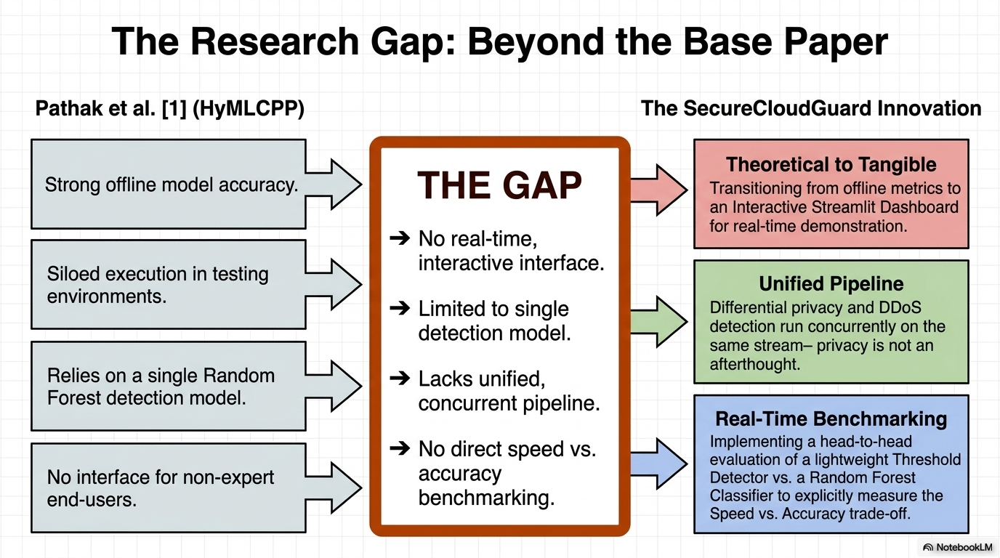 The Research Gap: Beyond the Base Paper
Pathak et al. [1] (HyMLCPP)
Strong offline model accuracy.
Siloed execution in testing
environments.
Relies on a single Random
Forest detection model.
No interface for non-expert
end-users.
THE GAP
➔ No real-time,
interactive interface.
➔ Limited to single
detection model.
➔ Lacks unified,
concurrent pipeline.
➔ No direct speed vs.
accuracy
benchmarking.
The SecureCloudGuard Innovation
Theoretical to Tangible
Transitioning from offline metrics to
an Interactive Streamlit Dashboard
for real-time demonstration.
Unified Pipeline
Differential privacy and DDoS
detection run concurrently on the
same stream– privacy is not an
afterthought.
Real-Time Benchmarking
Implementing a head-to-head
evaluation of a lightweight Threshold
Detector vs. a Random Forest
Classifier to explicitly measure the
Speed vs. Accuracy trade-off.
NotebookLM